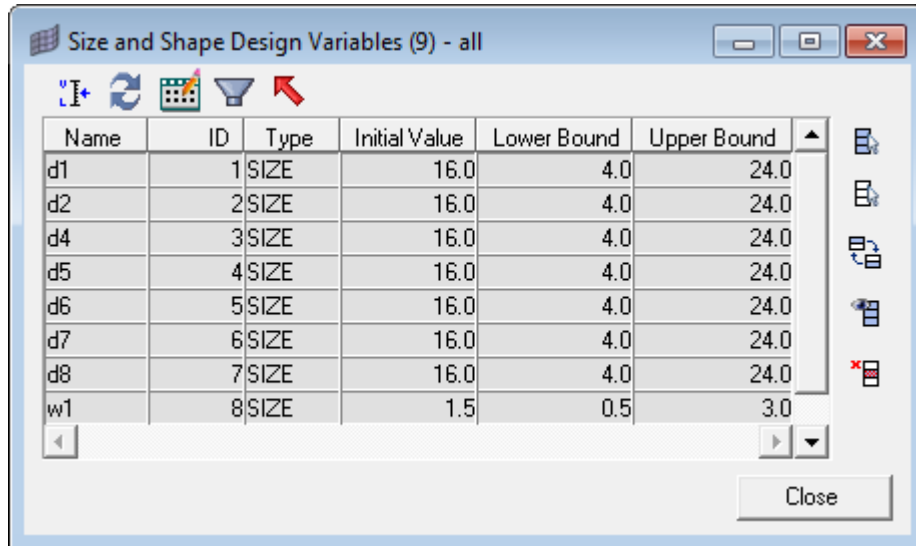 Size and Shape Design Variables (9) - all
Name ID Type Initial Value Lower Bound Upper Bound
d1 1 SIZE 16.0 4.0 24.0
d2 2 SIZE 16.0 4.0 24.0
d4 3 SIZE 16.0 4.0 24.0
d5 4 SIZE 16.0 4.0 24.0
d6 5 SIZE 16.0 4.0 24.0
d7 6 SIZE 16.0 4.0 24.0
d8 7 SIZE 16.0 4.0 24.0
w1 8 SIZE 1.5 0.5 3.0
Close